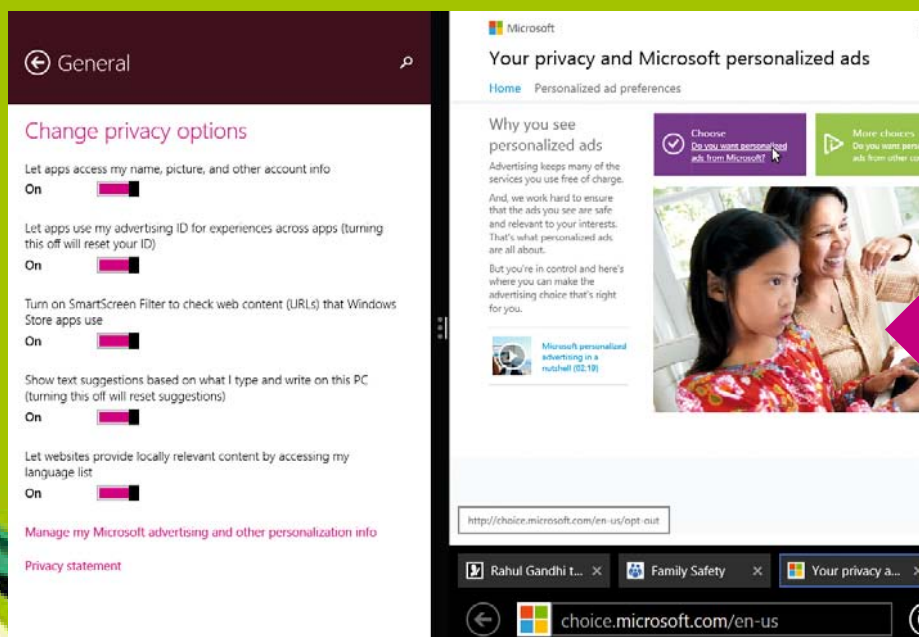 General
Change privacy options
Let apps access my name, picture, and other account info
On
Let apps use my advertising ID for experiences across apps (turning
this off will reset your ID)
On
Turn on SmartScreen Filter to check web content (URLs) that Windows
Store apps use
On
Show text suggestions based on what I type and write on this PC
(turning this off will reset suggestions)
On
Let websites provide locally relevant content by accessing my
language list
On
Manage my Microsoft advertising and other personalization info
Privacy statement
Microsoft
Your privacy and Microsoft personalized ads
Home Personalized ad preferences
Why you see
personalized ads
Advertising keeps many of the
services you use free of charge.
And, we work hard to ensure
that the ads you see are safe
and relevant to your interests.
That's what personalized ads
are all about.
But you're in control and here's
where you can make the
advertising choice that's right
for you.
Microsoft personalized
advertising in a
nutshell (02:19)
Choose
Do you want personalized
ads from Microsoft?
More choices
Do you want pers
ads from other co
http://choice.microsoft.com/en-us/opt-out
Rahul Gandhi t...
Family Safety
Your privacy a...
choice.microsoft.com/en-us